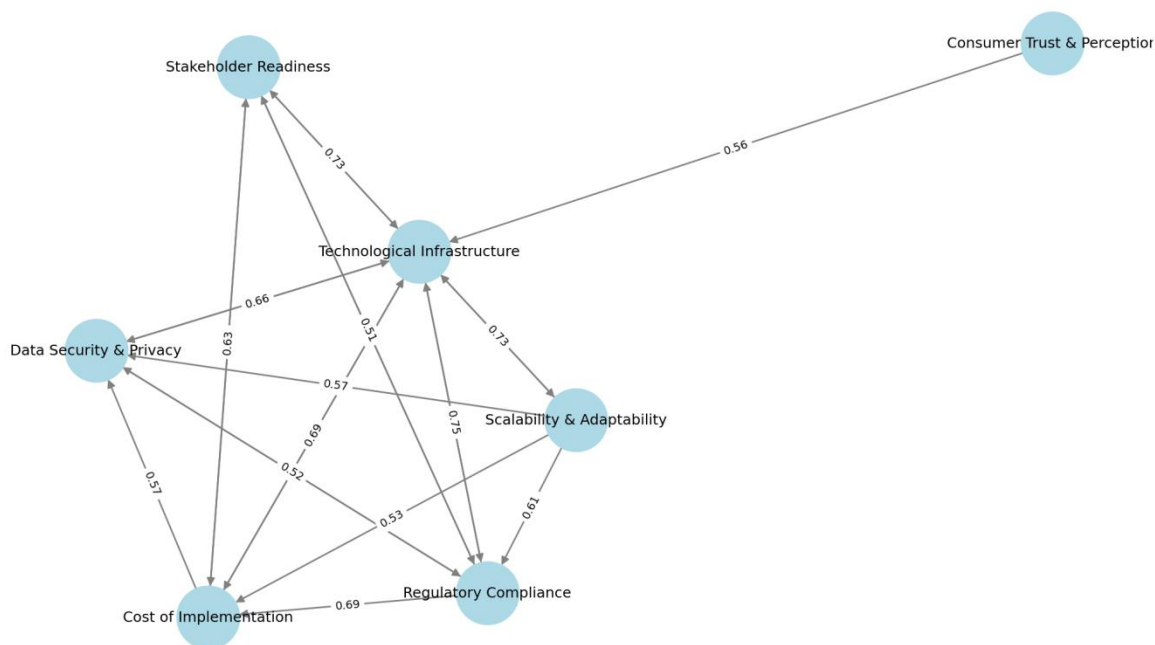 Consumer Trust & Perception
Stakeholder Readiness
0.56
0.73
Technological Infrastructure
0.66
0.51
0.73
0.63
Data Security & Privacy
0.57
Scalability & Adaptability
0.75
0.69
0.52
0.57
0.61
0.53
Regulatory Compliance
0.69
Cost of Implementation